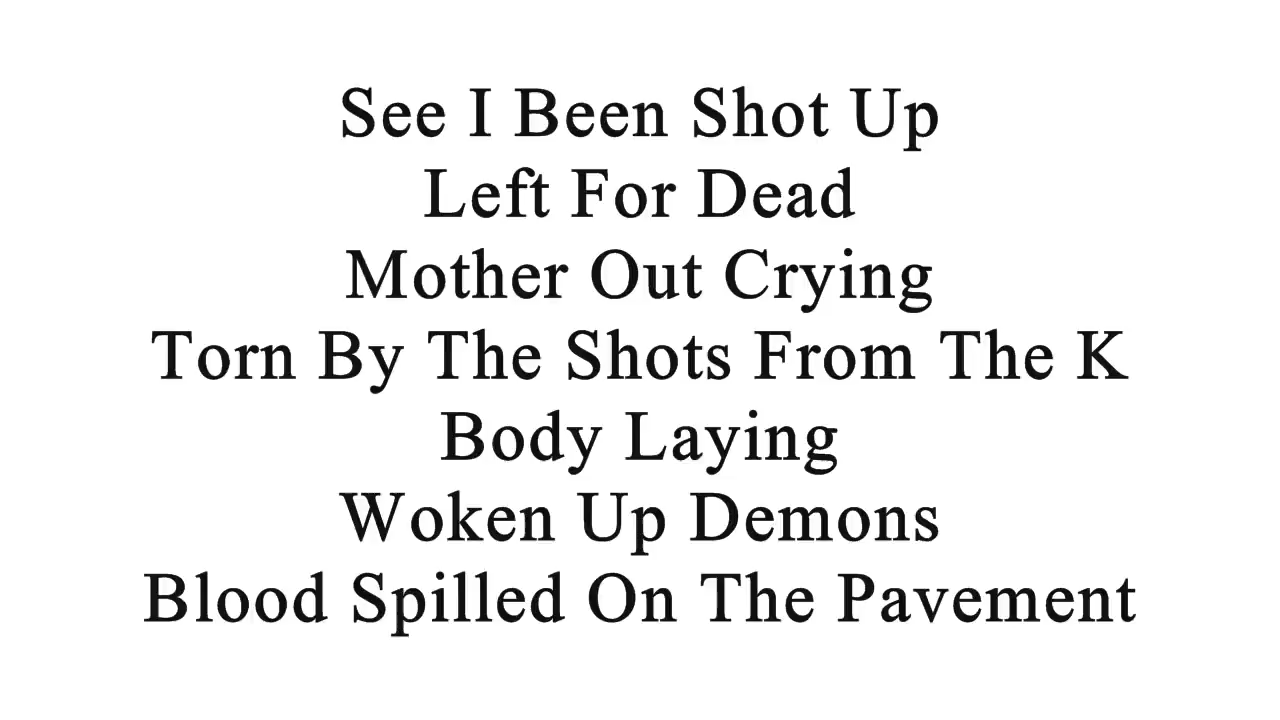 See I Been Shot Up
Left For Dead
Mother Out Crying
Torn By The Shots From The K
Body Laying
Woken Up Demons
Blood Spilled On The Pavement